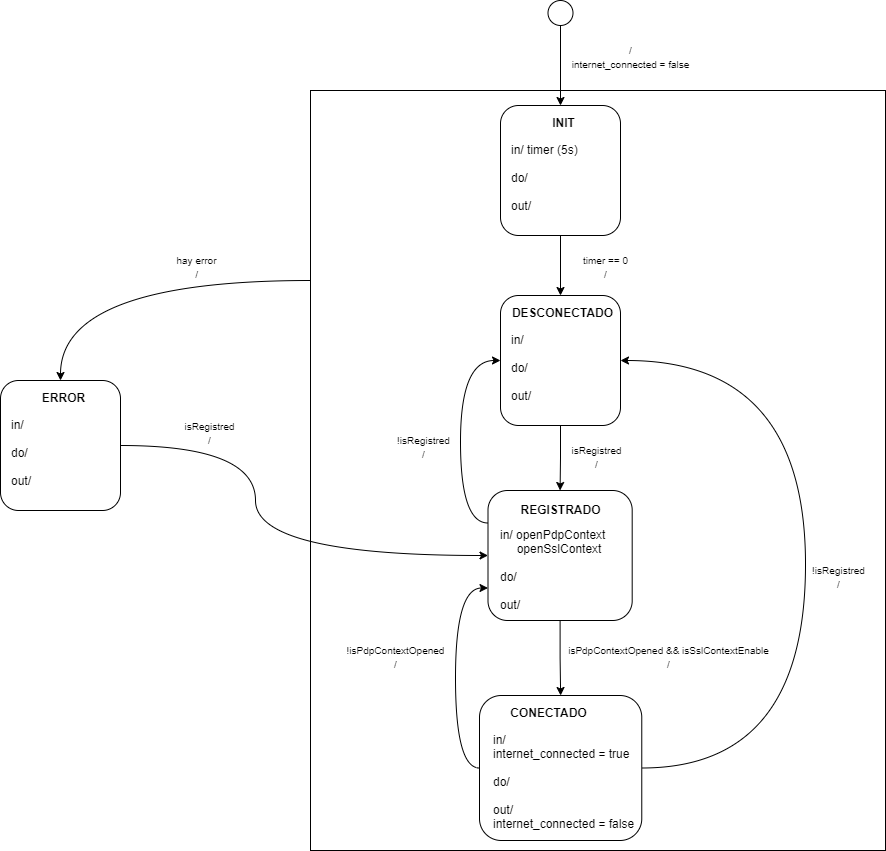 /
internet_connected = false
INIT
in/ timer (5s)
do/
out/
hay error
/
timer == 0
/
DESCONECTADO
in/
do/
out/
ERROR
in/
do/
out/
isRegistred
/
!isRegistred
/
isRegistred
/
REGISTRADO
in/ openPdpContext
openSslContext
do/
out/
!isRegistred
/
!isPdpContextOpened
/
isPdpContextOpened && isSslContextEnable
/
CONECTADO
in/
internet_connected = true
do/
out/
internet_connected = false